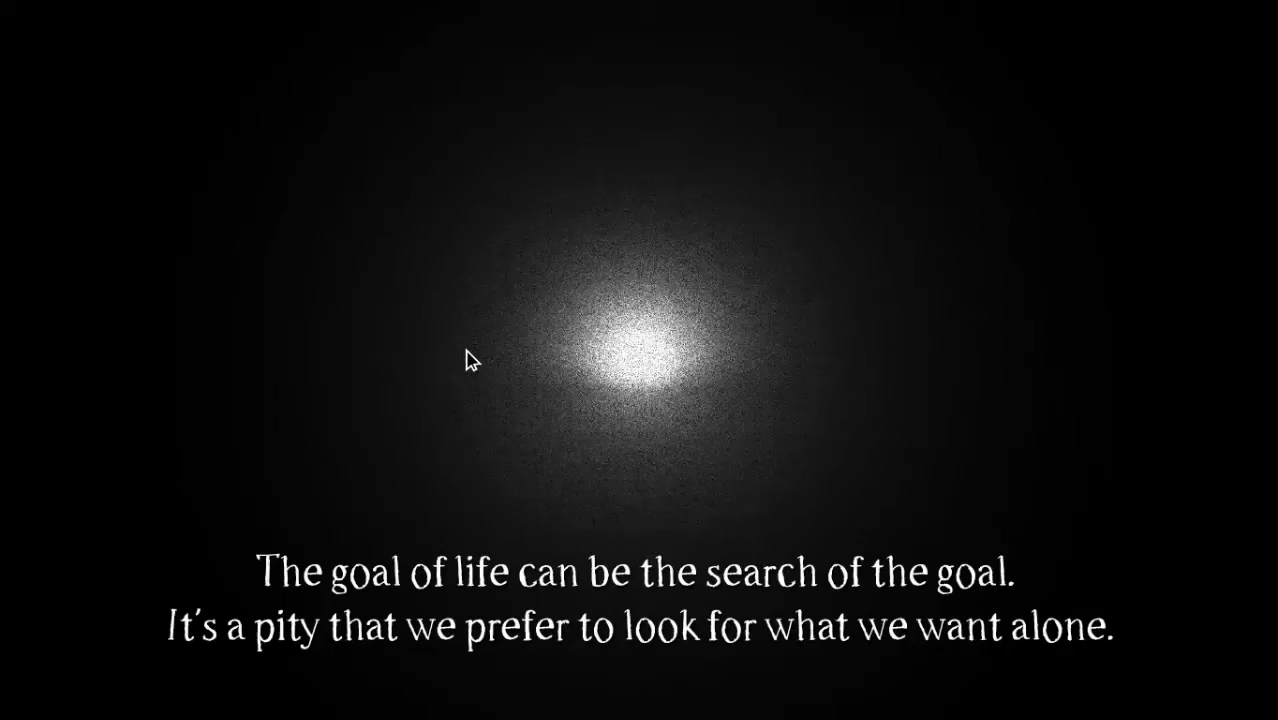 The goal of life can be the search of the goal.
It's a pity that we prefer to look for what we want alone.